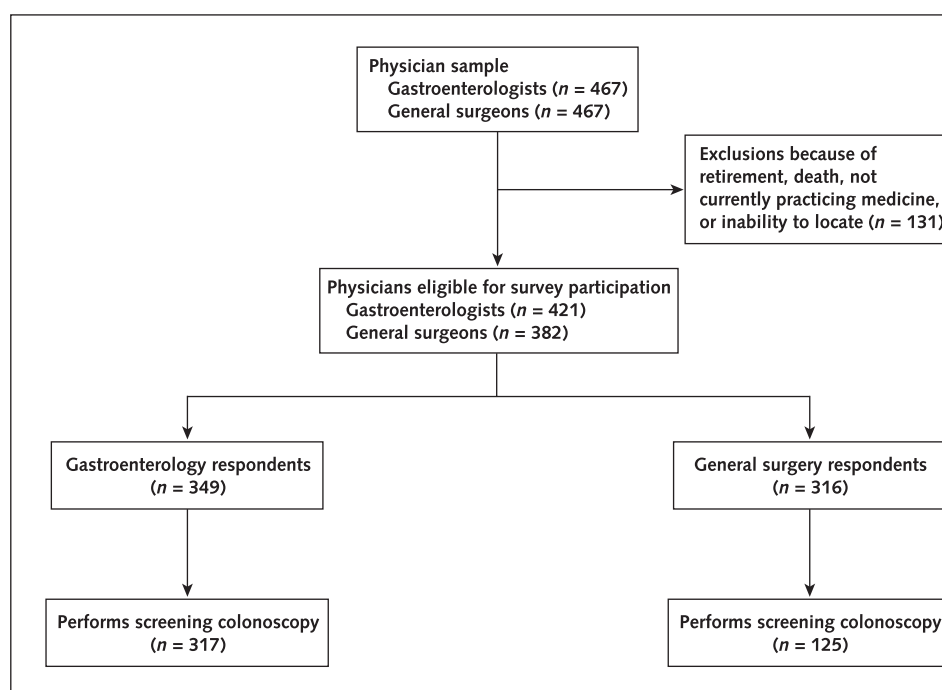 Physician sample
Gastroenterologists (n = 467)
General surgeons (n = 467)
Exclusions because of
retirement, death, not
currently practicing medicine,
or inability to locate (n = 131)
Physicians eligible for survey participation
Gastroenterologists (n = 421)
General surgeons (n = 382)
Gastroenterology respondents
(n = 349)
General surgery respondents
(n = 316)
Performs screening colonoscopy
(n = 317)
Performs screening colonoscopy
(n = 125)